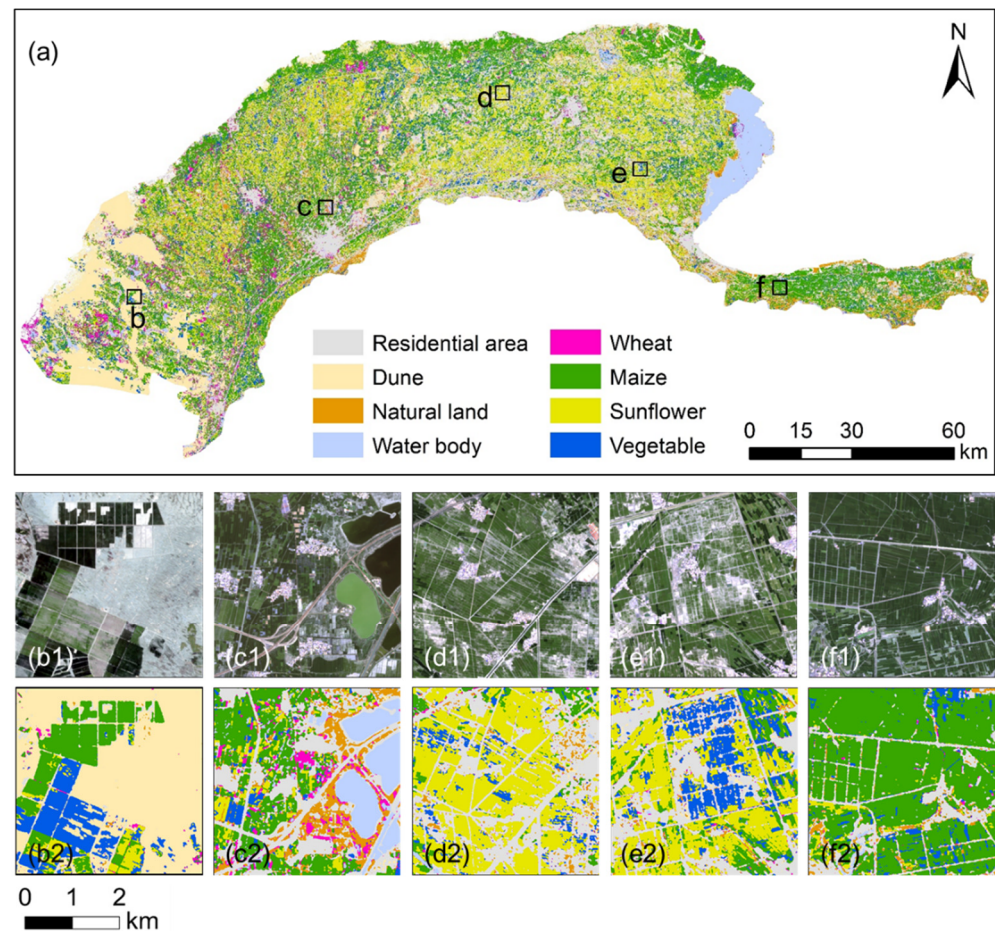 (a)
N
d
e
c
b
f
Residential area
Wheat
Dune
Maize
Natural land
Sunflower
Water body
Vegetable
0 15 30 60
km
(b1)
(c1)
(d1)
(e1)
(f1)
(b2)
(c2)
(d2)
(e2)
(f2)
0 1 2
km